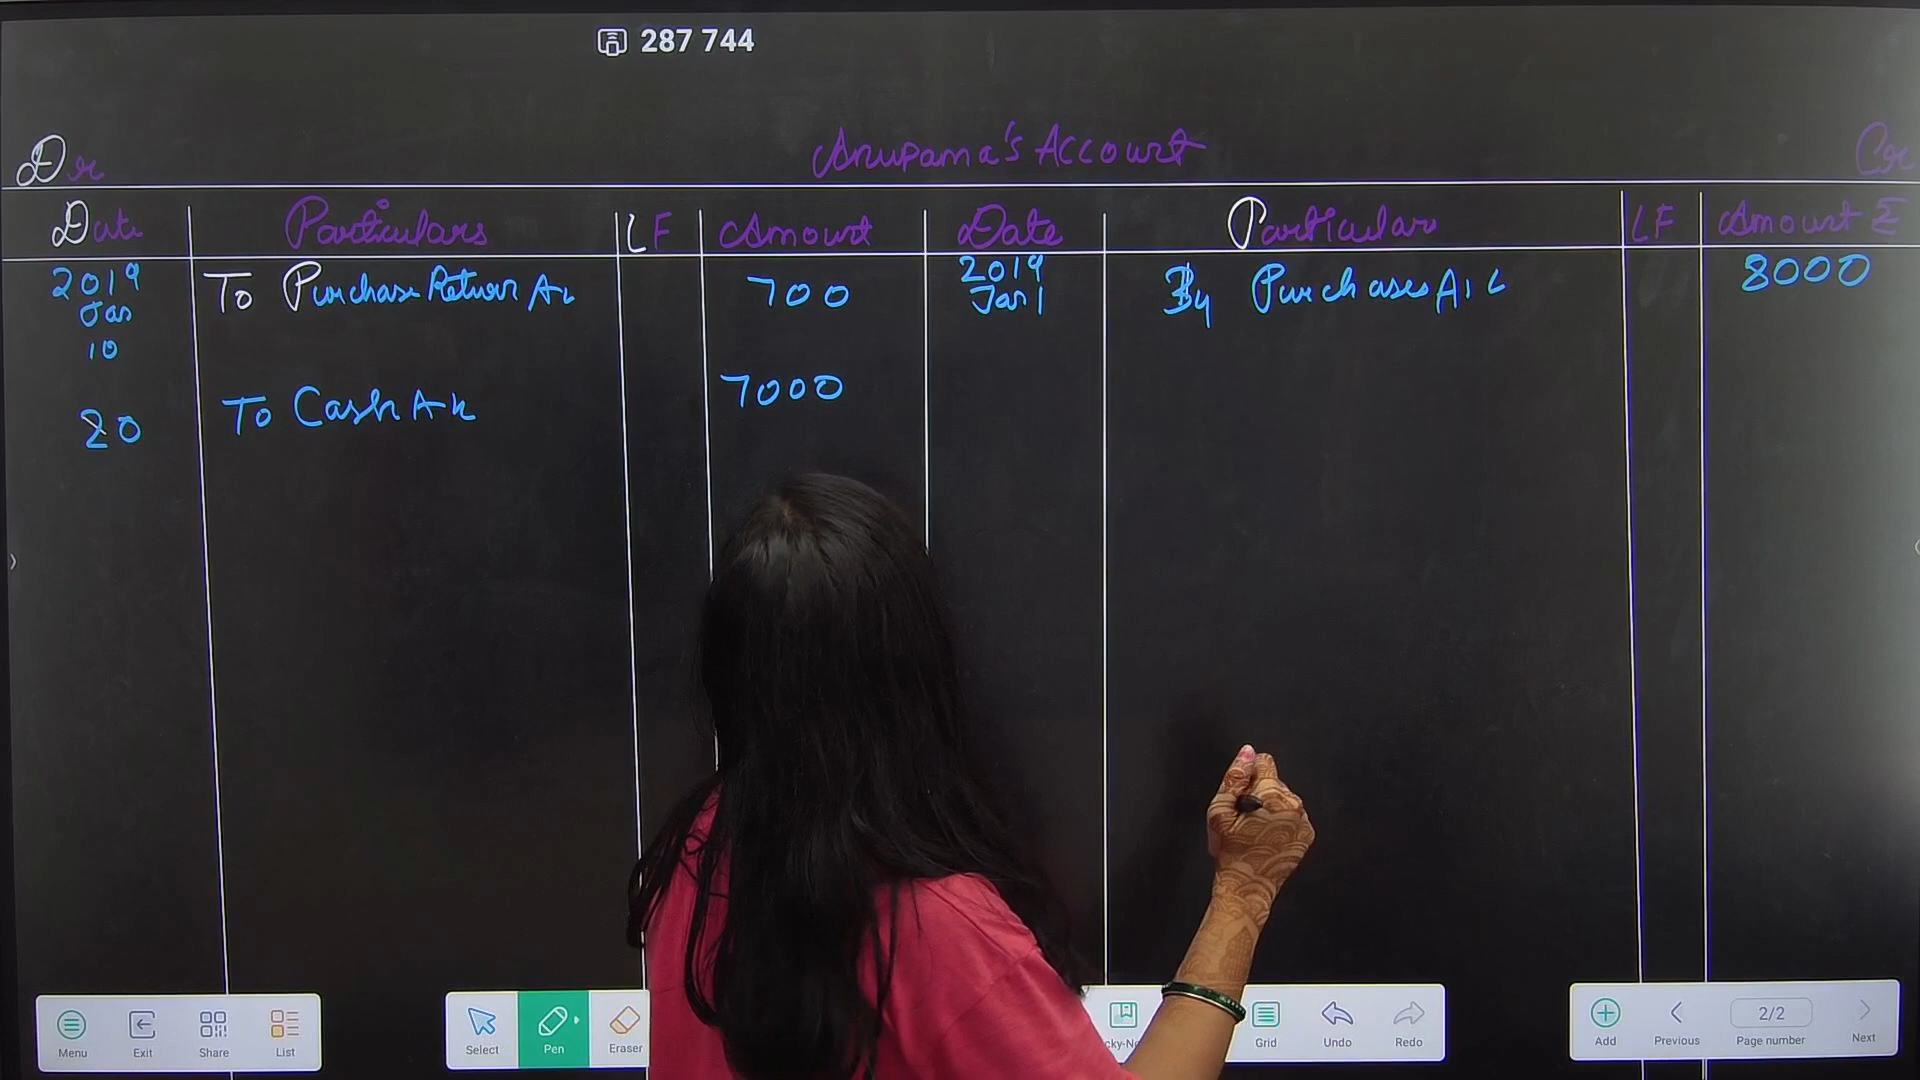 287 744
Anupama's Account
Dr Cr
Date Particulars LF Amount Date Particulars LF Amount
2019 To Purchase Return A/c 700 2019 By Purchases A/c 8000
Jan Jan 1
10
20 To Cash A/c 7000
Menu Exit Share List Select Pen Eraser Grid Undo Redo Add Previous 2/2 Next
Page number